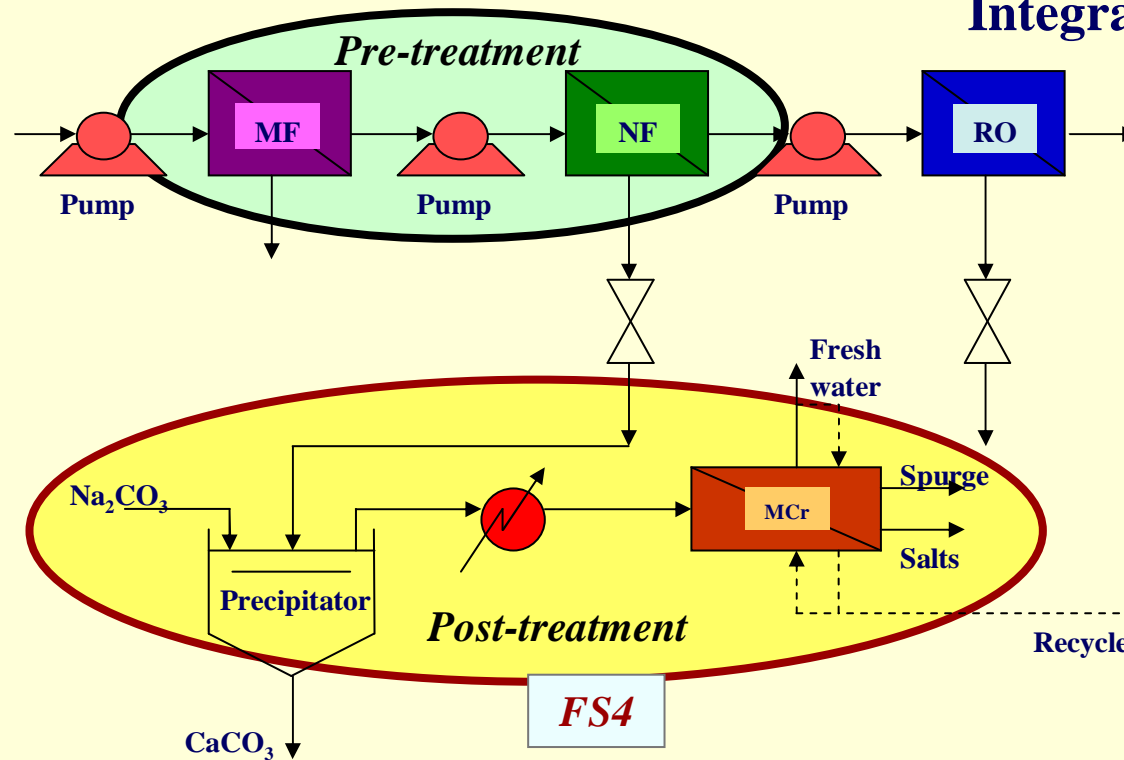 Integra
Pre-treatment
MF
NF
RO
Pump
Pump
Pump
Fresh
water
Na₂CO₃
Spurge
MCr
Salts
Precipitator
Post-treatment
Recycle
FS4
CaCO₃